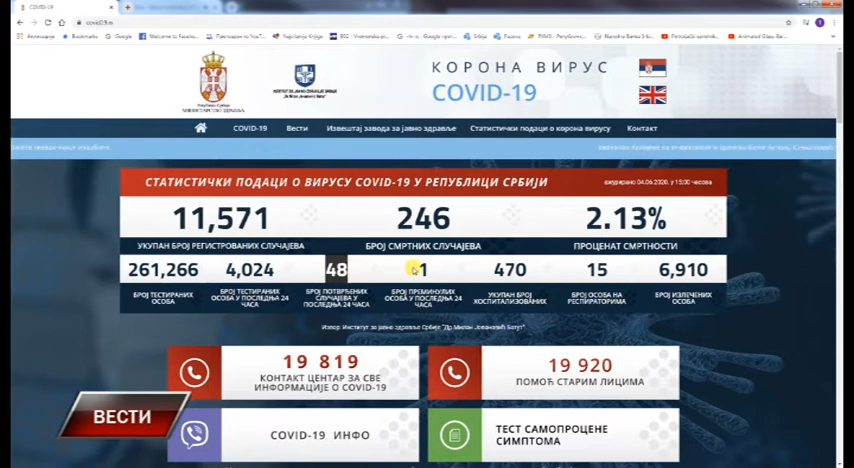 COVID-19
covid19.rs
Bookmarks
Google
КОРОНА ВИРУС
COVID-19
COVID-19
Вести
Извештај завода за јавно здравље
Статистички подаци о корона вирусу
Контакт
СТАТИСТИЧКИ ПОДАЦИ О ВИРУСУ COVID-19 У РЕПУБЛИЦИ СРБИЈИ
ажурирано 04.06.2020. у 15:00 часова
11,571
246
2.13%
УКУПАН БРОЈ РЕГИСТРОВАНИХ СЛУЧАЈЕВА
БРОЈ СМРТНИХ СЛУЧАЈЕВА
ПРОЦЕНАТ СМРТНОСТИ
261,266
4,024
48
1
470
15
6,910
БРОЈ ТЕСТИРАНИХ
ОСОБА
БРОЈ ТЕСТИРАНИХ
ОСОБА У ПОСЛЕДЊА 24
ЧАСА
БРОЈ ПОТВРЂЕНИХ
СЛУЧАЈЕВА У ПОСЛЕДЊА 24
ЧАСА
БРОЈ ПРЕМИНУЛИХ
ОСОБА У ПОСЛЕДЊА 24
ЧАСА
УКУПАН БРОЈ
ХОСПИТАЛИЗОВАНИХ
БРОЈ ОСОБА НА
РЕСПИРАТОРИМА
БРОЈ ИЗЛЕЧЕНИХ
ОСОБА
Извор: Институт за јавно здравље Србије "Др Милан Јовановић Батут"
19 819
КОНТАКТ ЦЕНТАР ЗА СВЕ
ИНФОРМАЦИЈЕ О COVID-19
19 920
ПОМОЋ СТАРИМ ЛИЦИМА
COVID-19 ИНФО
ТЕСТ САМОПРОЦЕНЕ
СИМПТОМА
ВЕСТИ